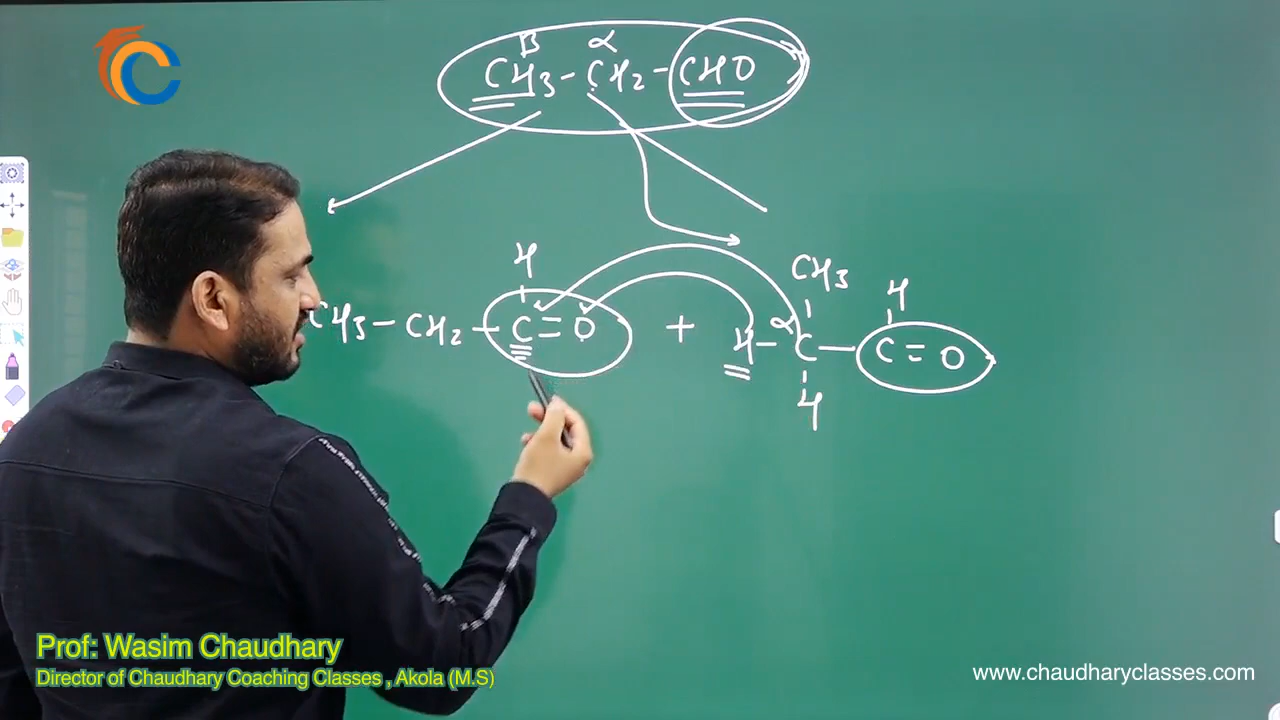 β α
CH3-CH2-CHO
H CH3 H
CH3-CH2-C=O + H-C-C=O
α
H
Prof: Wasim Chaudhary
Director of Chaudhary Coaching Classes , Akola (M.S)
www.chaudharyclasses.com